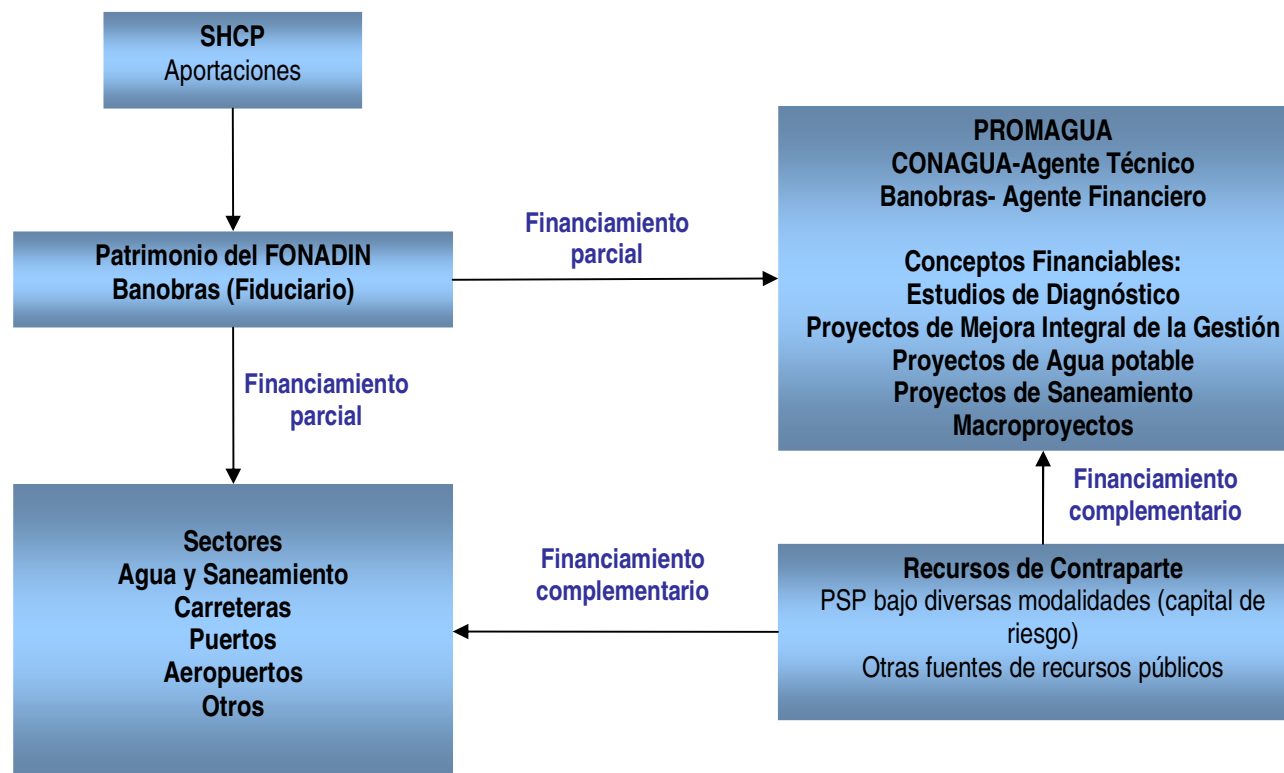 SHCP
Aportaciones
PROMAGUA
CONAGUA-Agente Técnico
Banobras- Agente Financiero
Conceptos Financiables:
Estudios de Diagnóstico
Proyectos de Mejora Integral de la Gestión
Proyectos de Agua potable
Proyectos de Saneamiento
Macroproyectos
Financiamiento
parcial
Patrimonio del FONADIN
Banobras (Fiduciario)
Financiamiento
parcial
Financiamiento
complementario
Sectores
Agua y Saneamiento
Carreteras
Puertos
Aeropuertos
Otros
Financiamiento
complementario
Recursos de Contraparte
PSP bajo diversas modalidades (capital de
riesgo)
Otras fuentes de recursos públicos